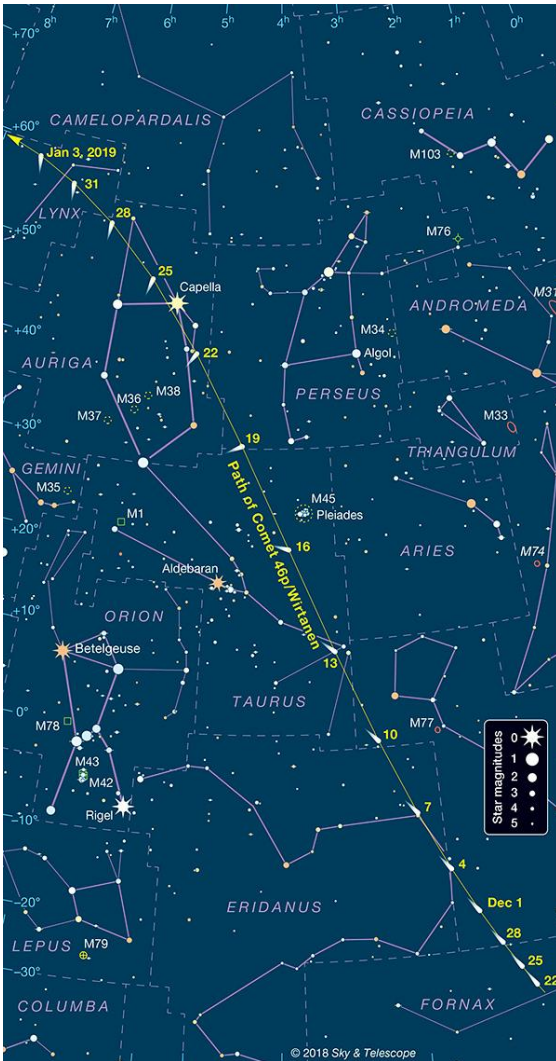 8ʰ 7ʰ 6ʰ 5ʰ 4ʰ 3ʰ 2ʰ 1ʰ 0ʰ
CAMELOPARDALIS
CASSIOPEIA
+60°
Jan 3, 2019
M103
31
LYNX
28
M76
+50°
25
Capella
M31
ANDROMEDA
M34
+40°
22
Algol
AURIGA
M38
M36
PERSEUS
M37
M33
+30°
19
TRIANGULUM
GEMINI
M35
M45
Pleiades
M1
+20°
16
ARIES
M74
Path of Comet 46p/Wirtanen
Aldebaran
+10°
ORION
Betelgeuse
13
TAURUS
0°
M78
M77
10
Star magnitudes
0
1
2
3
4
5
M43
M42
Rigel
7
-10°
4
Dec 1
-20°
ERIDANUS
28
LEPUS
M79
25
-30°
22
COLUMBA
FORNAX
© 2018 Sky & Telescope